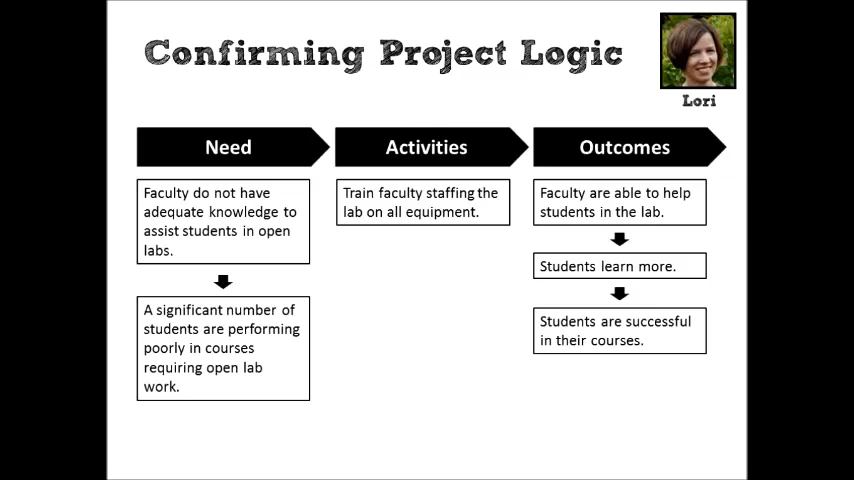 Confirming Project Logic
Lori
Need
Activities
Outcomes
Faculty do not have
adequate knowledge to
assist students in open
labs.
A significant number of
students are performing
poorly in courses
requiring open lab
work.
Train faculty staffing the
lab on all equipment.
Faculty are able to help
students in the lab.
Students learn more.
Students are successful
in their courses.